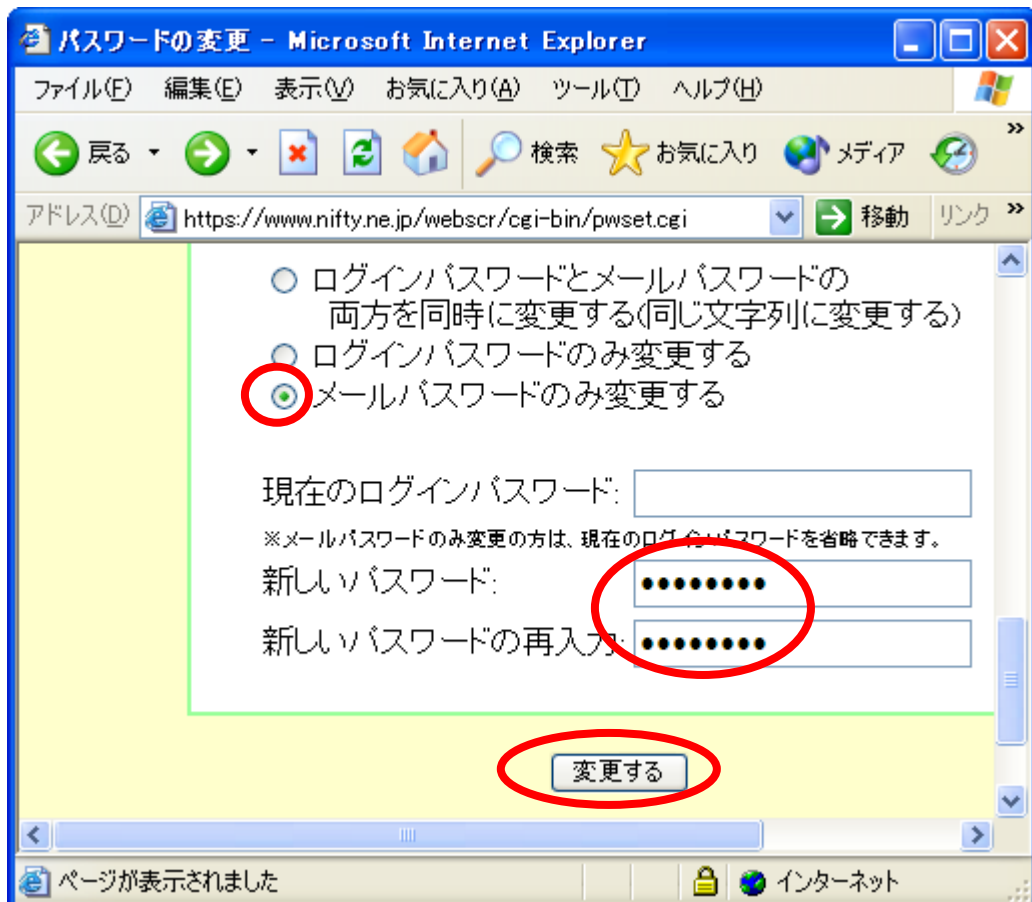 パスワードの変更 - Microsoft Internet Explorer
ファイル(F) 編集(E) 表示(V) お気に入り(A) ツール(T) ヘルプ(H)
戻る 検索 お気に入り メディア »
アドレス(D) https://www.nifty.ne.jp/webscr/cgi-bin/pwset.cgi 移動 リンク »
ログインパスワードとメールパスワードの
両方を同時に変更する(同じ文字列に変更する)
ログインパスワードのみ変更する
メールパスワードのみ変更する
現在のログインパスワード:
※メールパスワードのみ変更の方は、現在のログインパスワードを省略できます。
新しいパスワード: ●●●●●●●●
新しいパスワードの再入力: ●●●●●●●●
変更する
ページが表示されました インターネット